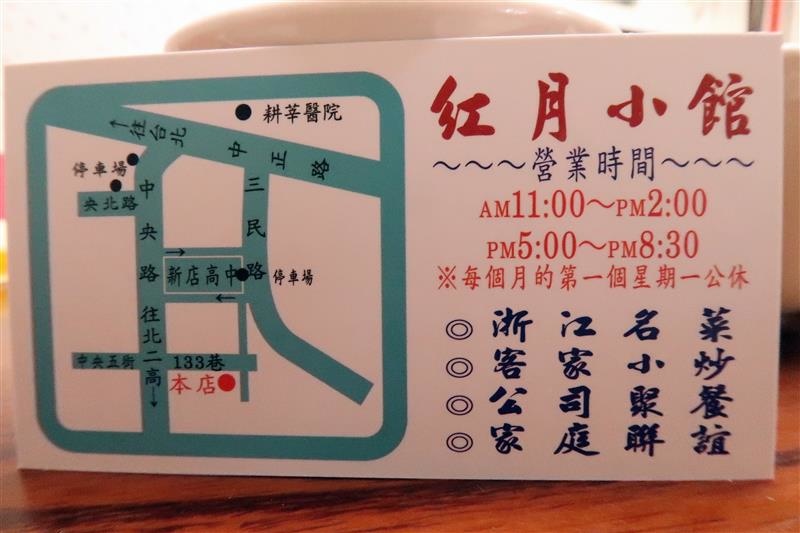 紅月小館
~~~營業時間~~~
AM11:00~PM2:00
PM5:00~PM8:30
※每個月的第一個星期一公休
◎浙江名菜
◎客家小炒
◎公司聚餐
◎家庭聯誼
耕莘醫院
←往台北
中正路
停車場
央北路
中央路
三民路
→
新店高中
←
停車場
往北二高→
中央五街
133巷
本店